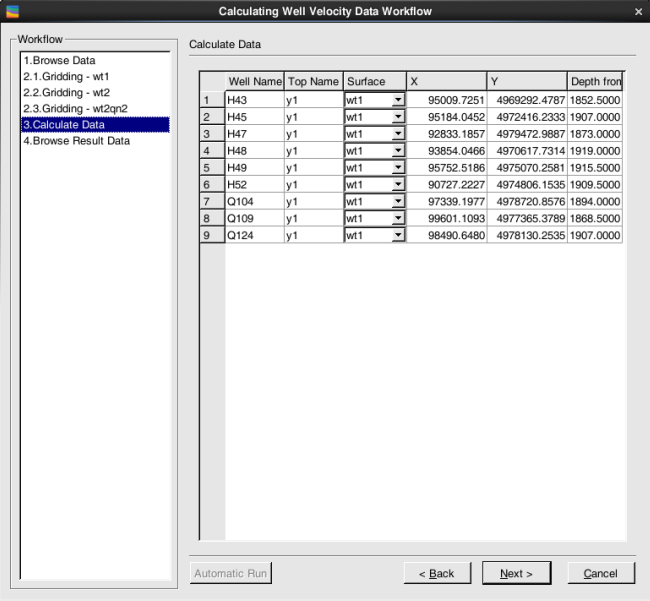 Calculating Well Velocity Data Workflow ×
Workflow
1.Browse Data
2.1.Gridding - wt1
2.2.Gridding - wt2
2.3.Gridding - wt2qn2
3.Calculate Data
4.Browse Result Data
Calculate Data
Well Name Top Name Surface X Y Depth from
1 H43 y1 wt1 95009.7251 4969292.4787 1852.5000
2 H45 y1 wt1 95184.0452 4972416.2333 1907.0000
3 H47 y1 wt1 92833.1857 4979472.9887 1873.0000
4 H48 y1 wt1 93854.0466 4970617.7314 1919.0000
5 H49 y1 wt1 95752.5186 4975070.2581 1915.5000
6 H52 y1 wt1 90727.2227 4974806.1535 1909.5000
7 Q104 y1 wt1 97339.1977 4978720.8576 1894.0000
8 Q109 y1 wt1 99601.1093 4977365.3789 1868.5000
9 Q124 y1 wt1 98490.6480 4978130.2535 1907.0000
Automatic Run < Back Next > Cancel